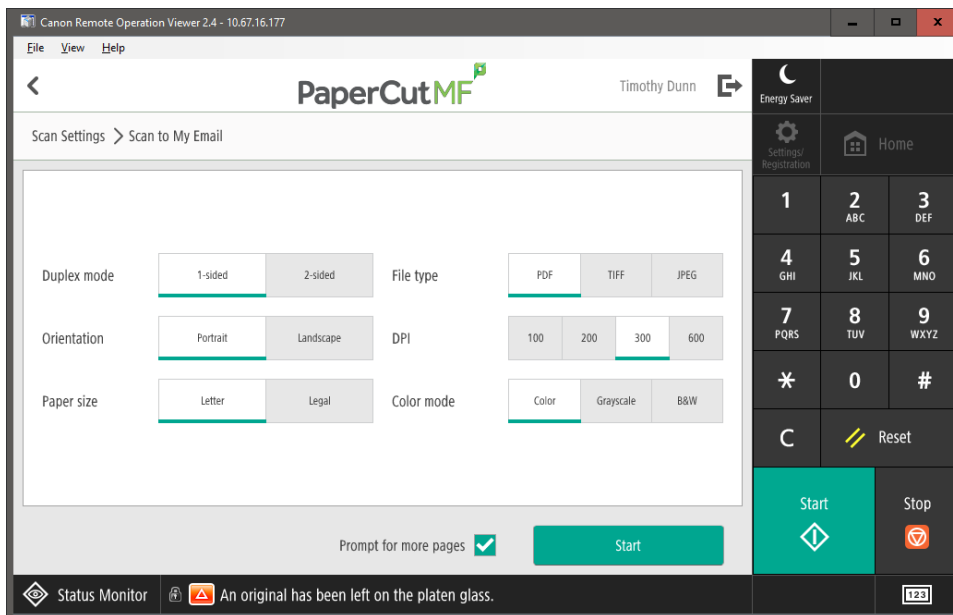 Canon Remote Operation Viewer 2.4 - 10.67.16.177
File View Help
PaperCutMF
Timothy Dunn
Scan Settings > Scan to My Email
Duplex mode 1-sided 2-sided File type PDF TIFF JPEG
Orientation Portrait Landscape DPI 100 200 300 600
Paper size Letter Legal Color mode Color Grayscale B&W
Prompt for more pages Start
Energy Saver
Settings/
Registration
Home
1 2 3
ABC DEF
4 5 6
GHI JKL MNO
7 8 9
PQRS TUV WXYZ
* 0 #
C Reset
Start Stop
Status Monitor An original has been left on the platen glass. 123